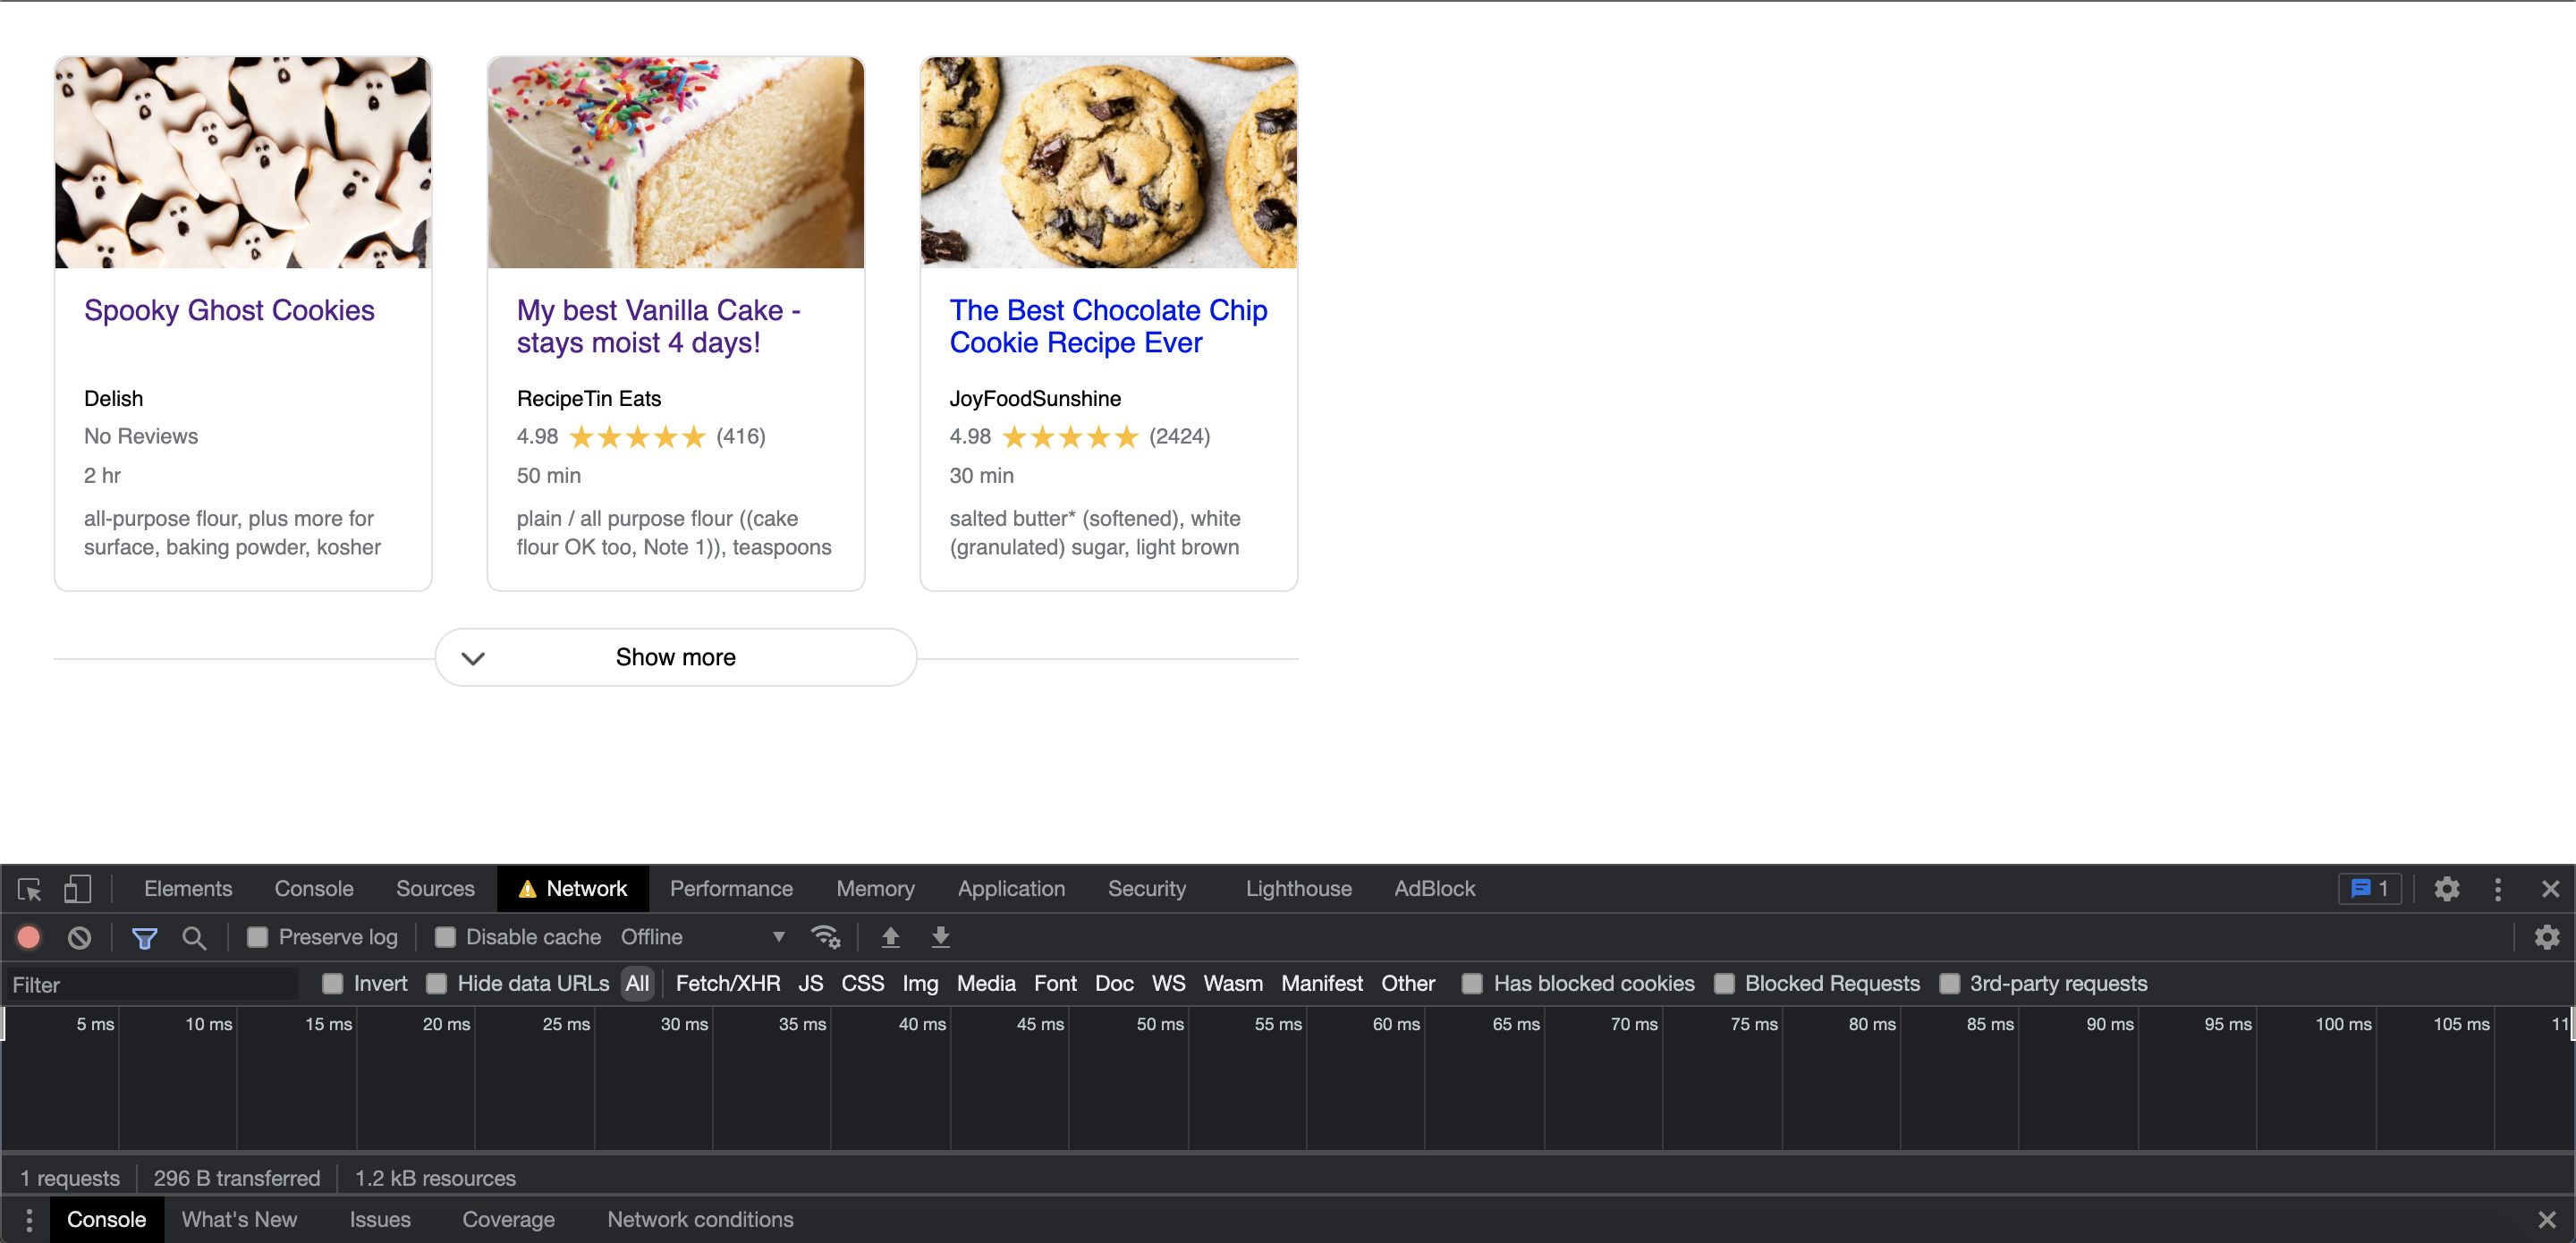 Spooky Ghost Cookies
Delish
No Reviews
2 hr
all-purpose flour, plus more for
surface, baking powder, kosher
My best Vanilla Cake -
stays moist 4 days!
RecipeTin Eats
4.98 ★★★★★ (416)
50 min
plain / all purpose flour ((cake
flour OK too, Note 1)), teaspoons
The Best Chocolate Chip
Cookie Recipe Ever
JoyFoodSunshine
4.98 ★★★★★ (2424)
30 min
salted butter* (softened), white
(granulated) sugar, light brown
Show more
Elements Console Sources Network Performance Memory Application Security Lighthouse AdBlock 1
Preserve log Disable cache Offline
Filter Invert Hide data URLs All Fetch/XHR JS CSS Img Media Font Doc WS Wasm Manifest Other Has blocked cookies Blocked Requests 3rd-party requests
5 ms 10 ms 15 ms 20 ms 25 ms 30 ms 35 ms 40 ms 45 ms 50 ms 55 ms 60 ms 65 ms 70 ms 75 ms 80 ms 85 ms 90 ms 95 ms 100 ms 105 ms 11
1 requests 296 B transferred 1.2 kB resources
Console What's New Issues Coverage Network conditions